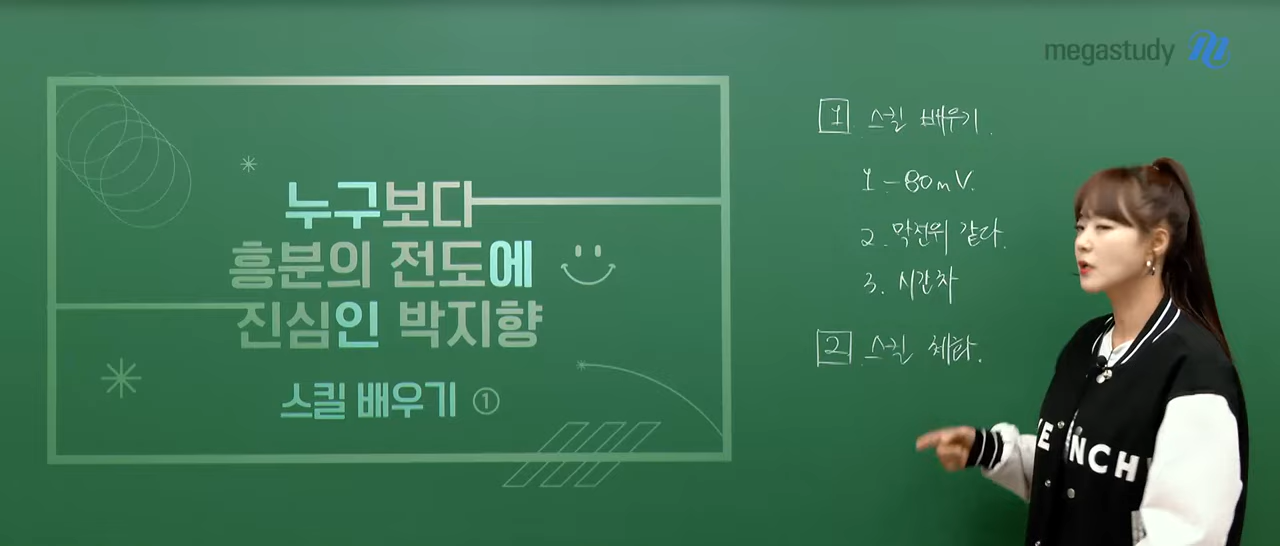 megastudy
누구보다
흥분의 전도에
진심인 박지향
스킬 배우기 ①
1 스킬 배우기.
1 -80mV.
2. 막전위 같다.
3. 시간차
2 스킬 체화.